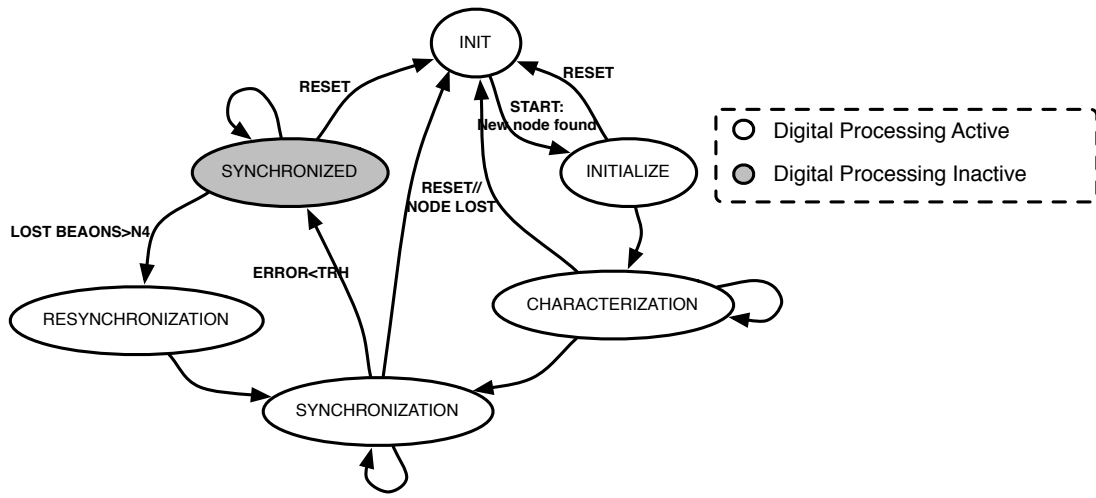 INIT
RESET
RESET
START:
New node found
SYNCHRONIZED
INITIALIZE
Digital Processing Active
Digital Processing Inactive
RESET//
NODE LOST
LOST BEAONS>N4
ERROR<TRH
CHARACTERIZATION
RESYNCHRONIZATION
SYNCHRONIZATION